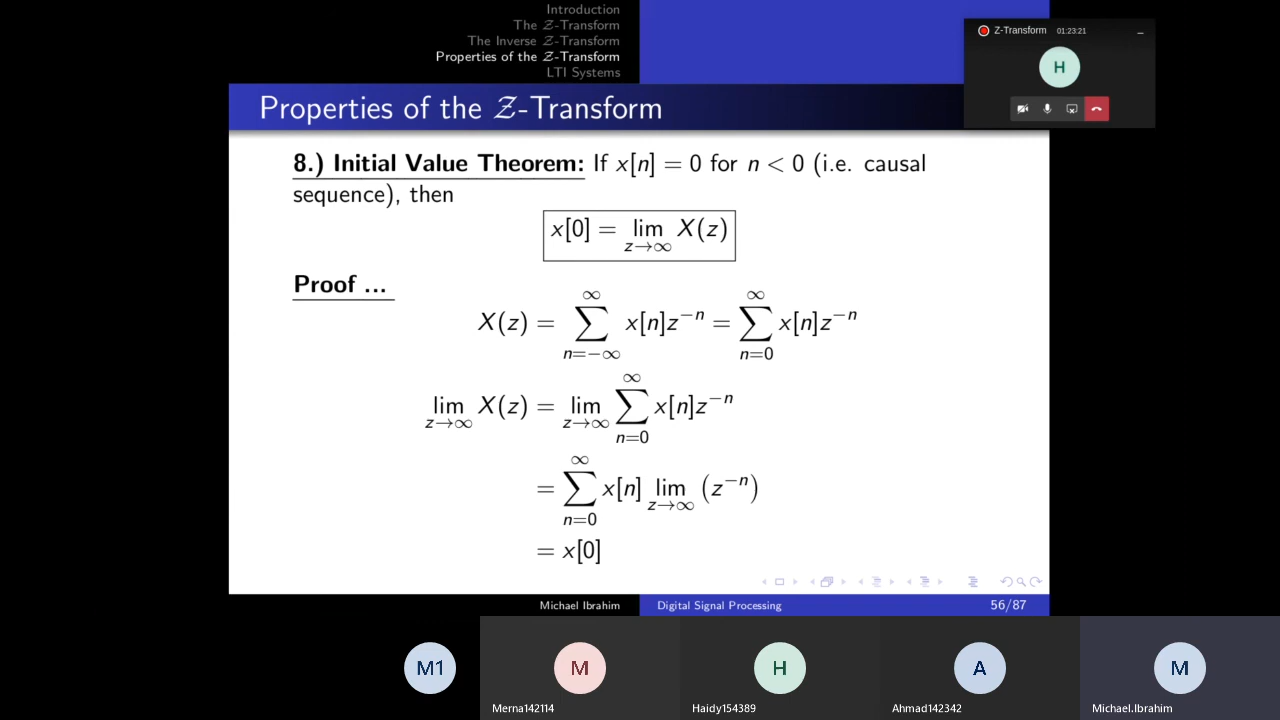 Introduction
The Z-Transform
The Inverse Z-Transform
Properties of the Z-Transform
LTI Systems
Z-Transform 01:23:21
H
Properties of the Z-Transform
8.) Initial Value Theorem: If x[n] = 0 for n < 0 (i.e. causal
sequence), then
x[0] = lim_{z→∞} X(z)
Proof ...
X(z) = ∑_{n=−∞}^{∞} x[n]z^{−n} = ∑_{n=0}^{∞} x[n]z^{−n}
lim_{z→∞} X(z) = lim_{z→∞} ∑_{n=0}^{∞} x[n]z^{−n}
= ∑_{n=0}^{∞} x[n] lim_{z→∞} (z^{−n})
= x[0]
Michael Ibrahim Digital Signal Processing 56/87
M1 M H A M
Merna142114 Haidy154389 Ahmad142342 Michael.Ibrahim